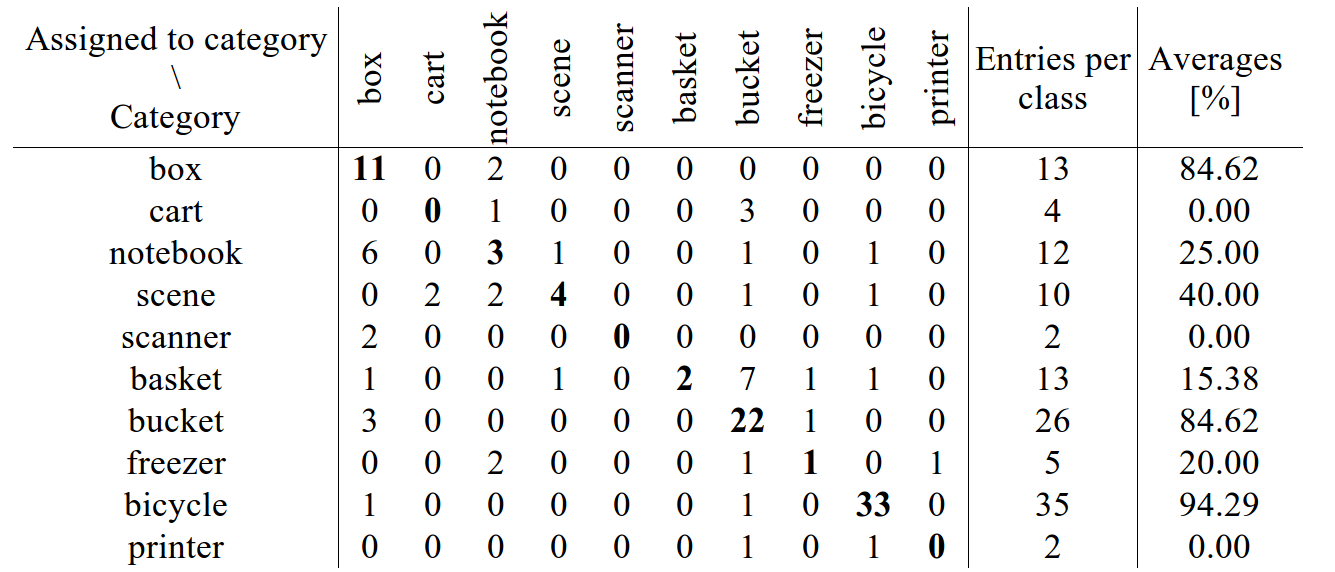 Assigned to category \ Category box cart notebook scene scanner basket bucket freezer bicycle printer Entries per class Averages [%]
box 11 0 2 0 0 0 0 0 0 0 13 84.62
cart 0 0 1 0 0 0 3 0 0 0 4 0.00
notebook 6 0 3 1 0 0 1 0 1 0 12 25.00
scene 0 2 2 4 0 0 1 0 1 0 10 40.00
scanner 2 0 0 0 0 0 0 0 0 0 2 0.00
basket 1 0 0 1 0 2 7 1 1 0 13 15.38
bucket 3 0 0 0 0 0 22 1 0 0 26 84.62
freezer 0 0 2 0 0 0 1 1 0 1 5 20.00
bicycle 1 0 0 0 0 0 1 0 33 0 35 94.29
printer 0 0 0 0 0 0 1 0 1 0 2 0.00